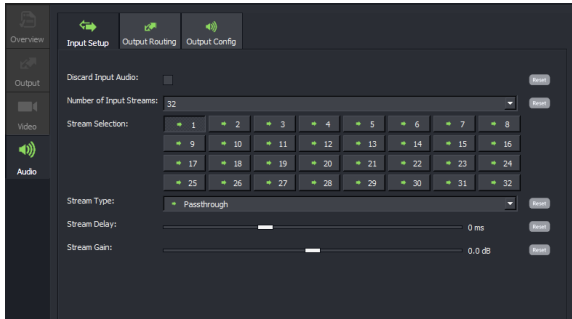 Overview
Output
Video
Audio
Input Setup Output Routing Output Config
Discard Input Audio: Reset
Number of Input Streams: 32 Reset
Stream Selection: 1 2 3 4 5 6 7 8
9 10 11 12 13 14 15 16
17 18 19 20 21 22 23 24
25 26 27 28 29 30 31 32
Stream Type: Passthrough Reset
Stream Delay: 0 ms Reset
Stream Gain: 0.0 dB Reset